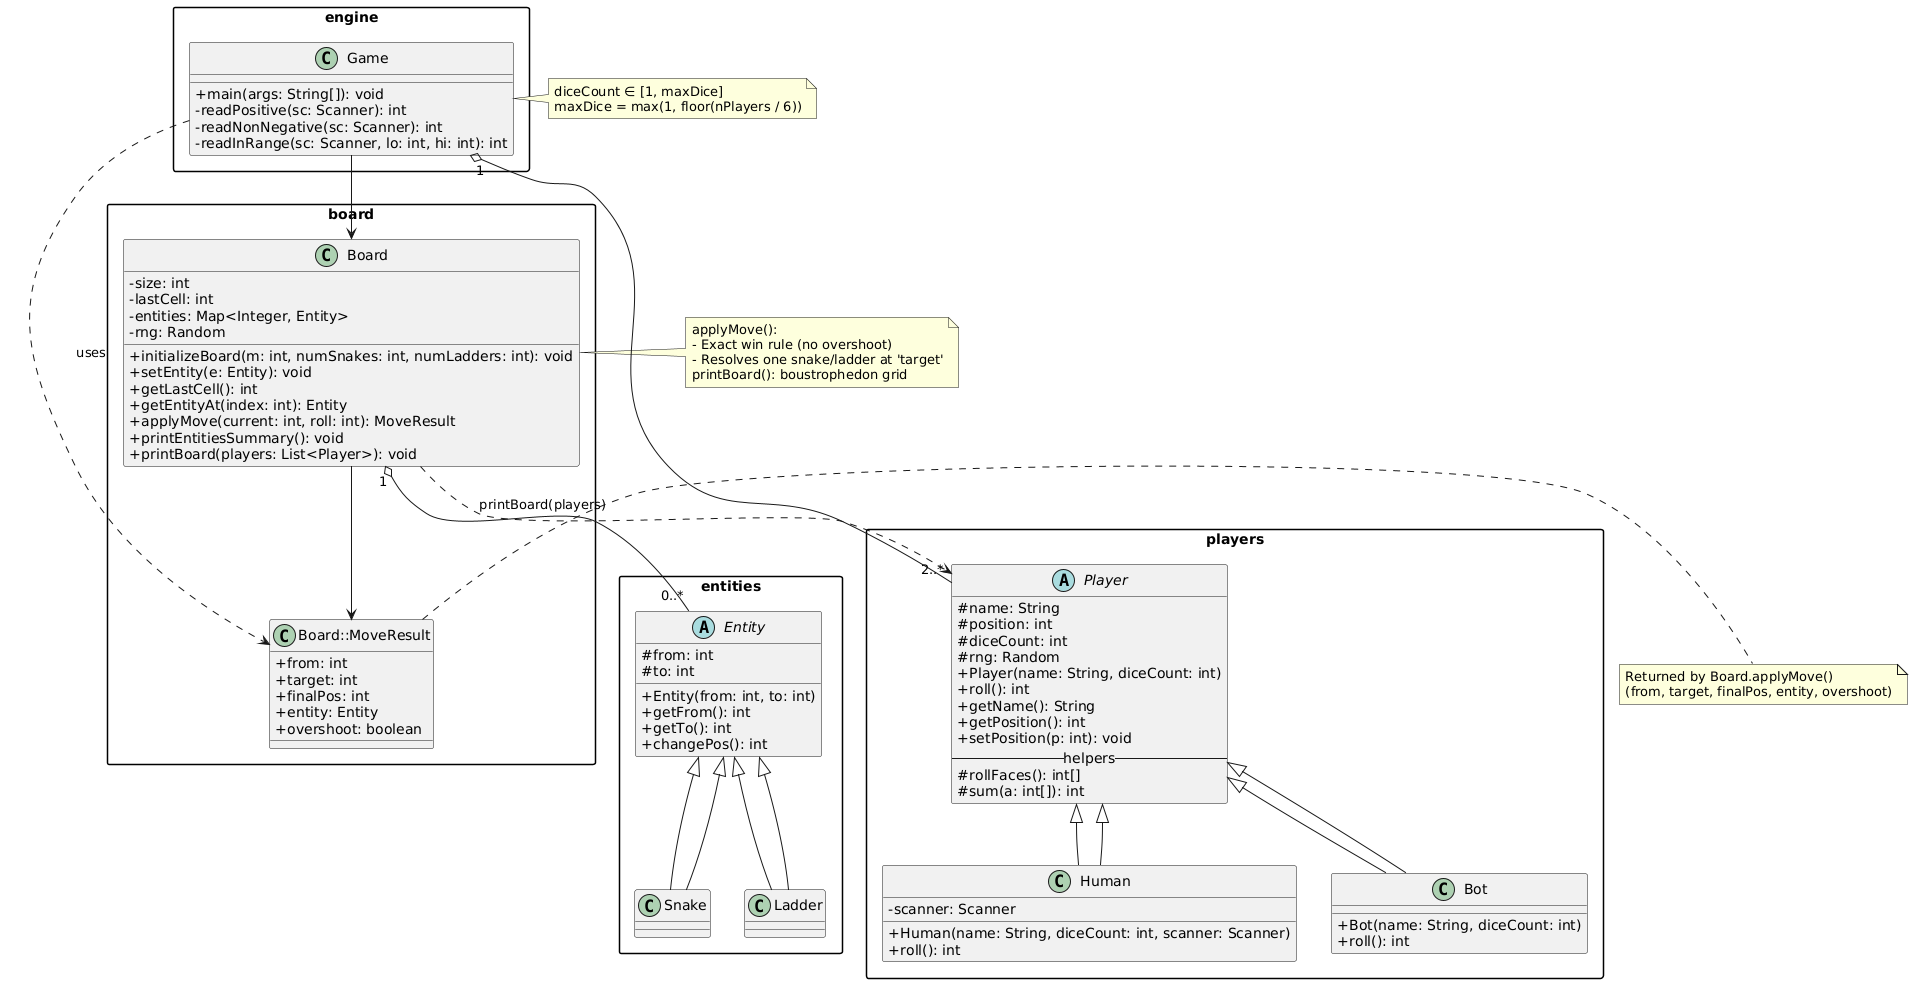 engine
C Game
+main(args: String[]): void
-readPositive(sc: Scanner): int
-readNonNegative(sc: Scanner): int
-readInRange(sc: Scanner, lo: int, hi: int): int
diceCount ∈ [1, maxDice]
maxDice = max(1, floor(nPlayers / 6))
1
board
C Board
-size: int
-lastCell: int
-entities: Map<Integer, Entity>
-rng: Random
+initializeBoard(m: int, numSnakes: int, numLadders: int): void
+setEntity(e: Entity): void
+getLastCell(): int
+getEntityAt(index: int): Entity
+applyMove(current: int, roll: int): MoveResult
+printEntitiesSummary(): void
+printBoard(players: List<Player>): void
applyMove():
- Exact win rule (no overshoot)
- Resolves one snake/ladder at 'target'
printBoard(): boustrophedon grid
uses
1
printBoard(players)
C Board::MoveResult
+from: int
+target: int
+finalPos: int
+entity: Entity
+overshoot: boolean
entities
0..*
A Entity
#from: int
#to: int
+Entity(from: int, to: int)
+getFrom(): int
+getTo(): int
+changePos(): int
C Snake
C Ladder
players
2..*
A Player
#name: String
#position: int
#diceCount: int
#rng: Random
+Player(name: String, diceCount: int)
+roll(): int
+getName(): String
+getPosition(): int
+setPosition(p: int): void
helpers
#rollFaces(): int[]
#sum(a: int[]): int
C Human
-scanner: Scanner
+Human(name: String, diceCount: int, scanner: Scanner)
+roll(): int
C Bot
+Bot(name: String, diceCount: int)
+roll(): int
Returned by Board.applyMove()
(from, target, finalPos, entity, overshoot)